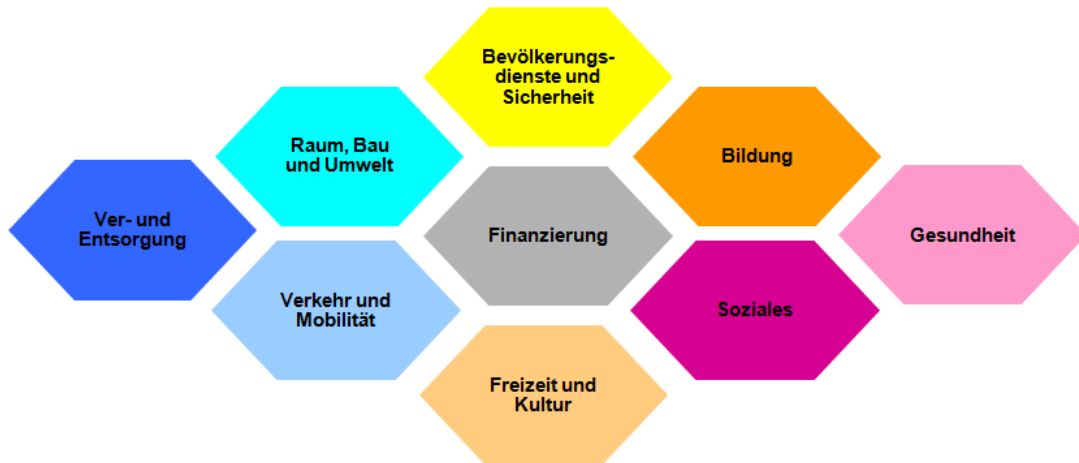 Bevölkerungs-
dienste und
Sicherheit
Raum, Bau
und Umwelt
Bildung
Ver- und
Entsorgung
Finanzierung
Gesundheit
Verkehr und
Mobilität
Soziales
Freizeit und
Kultur